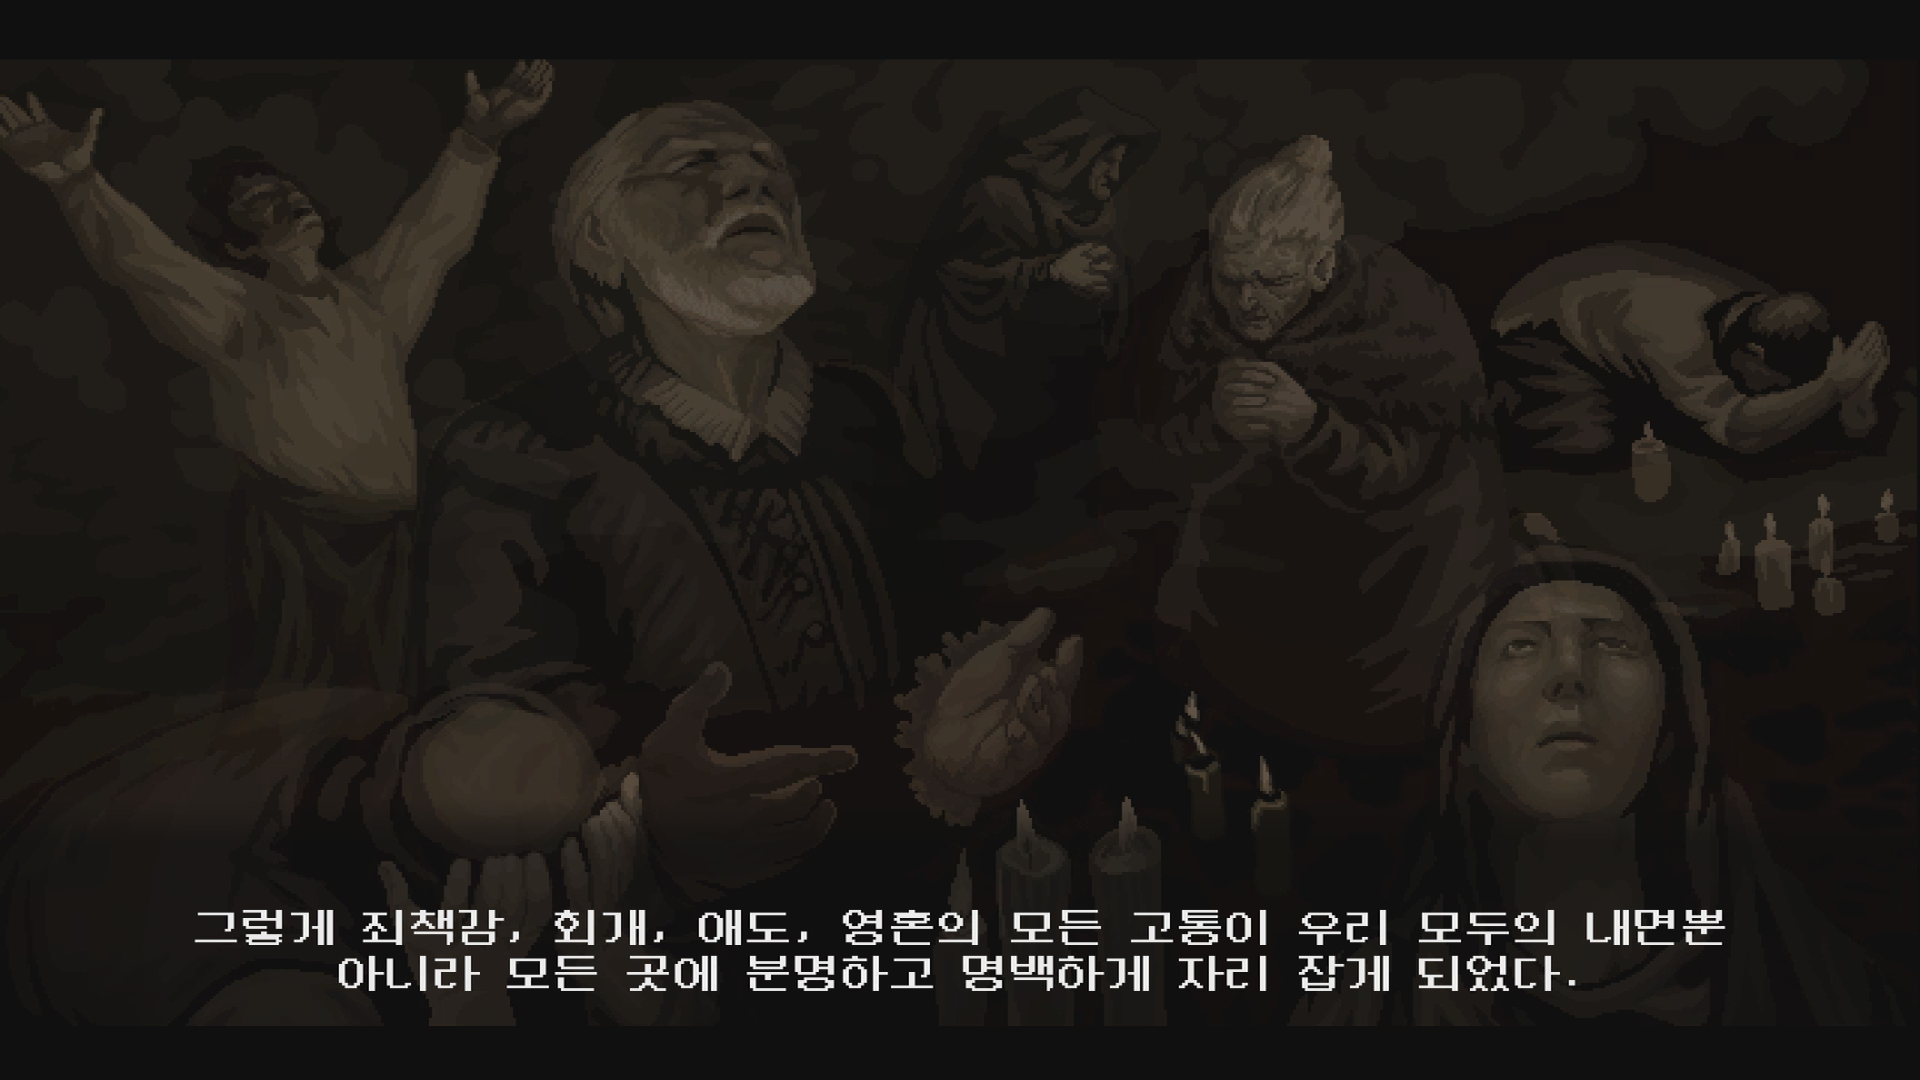 그렇게 죄책감, 회개, 애도, 영혼의 모든 고통이 우리 모두의 내면뿐
아니라 모든 곳에 분명하고 명백하게 자리 잡게 되었다.